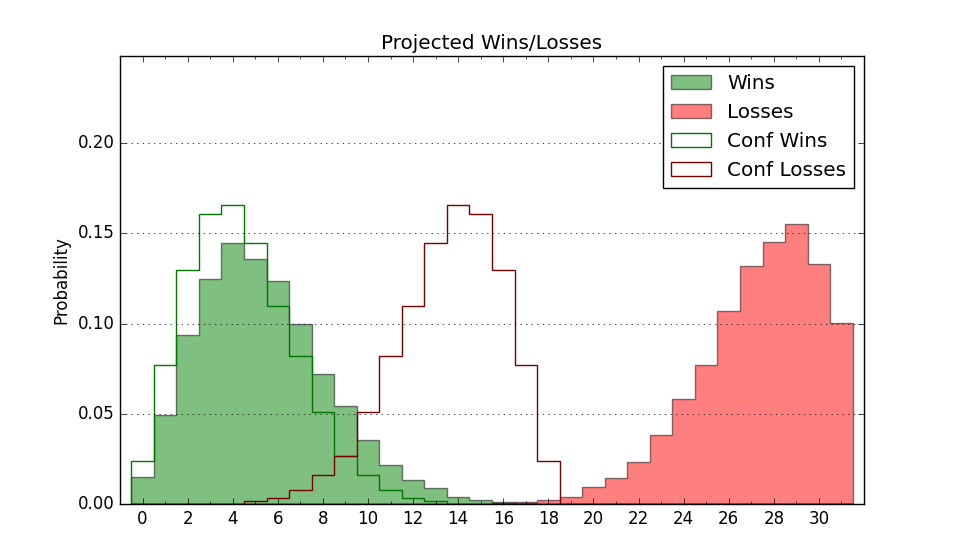 Projected Wins/Losses
Wins
Losses
Conf Wins
Conf Losses
Probability
0.20
0.15
0.10
0.05
0.00
0 2 4 6 8 10 12 14 16 18 20 22 24 26 28 30